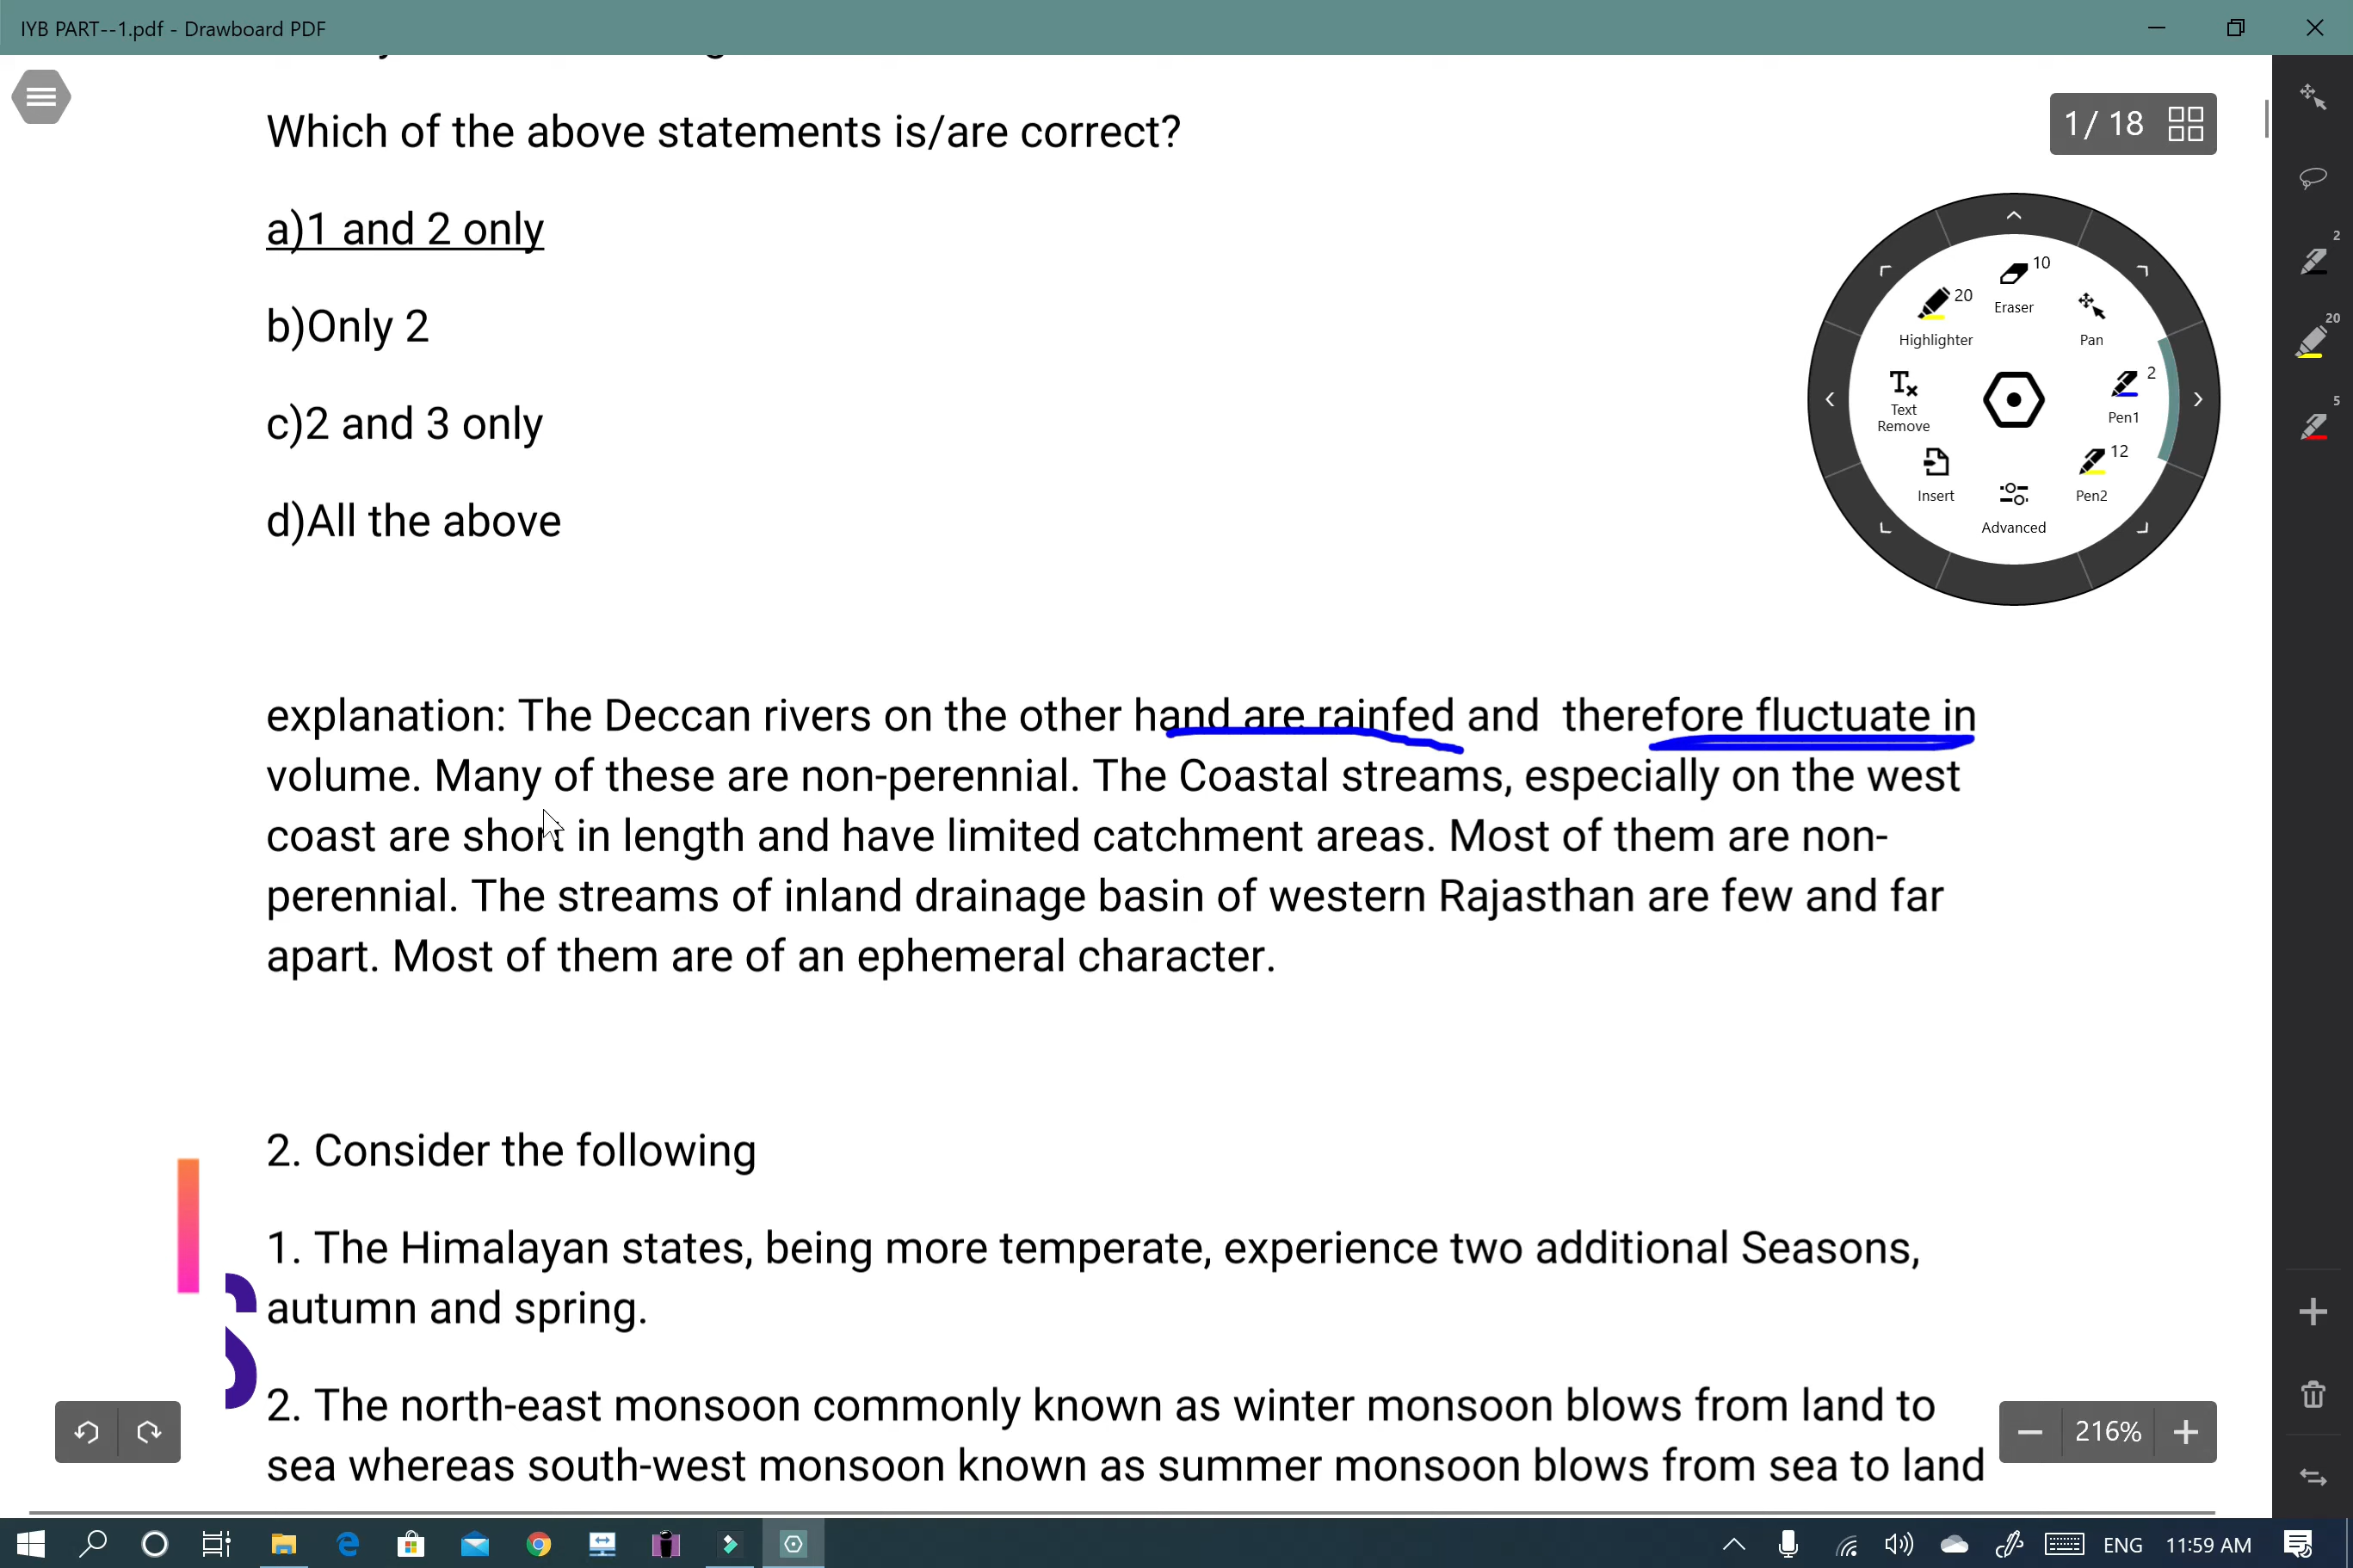 IYB PART--1.pdf - Drawboard PDF
Which of the above statements is/are correct?
1 / 18
a)1 and 2 only
b)Only 2
c)2 and 3 only
d)All the above
10
Eraser
20
Highlighter
Pan
Text
Remove
2
Pen1
Insert
12
Pen2
Advanced
2
20
5
explanation: The Deccan rivers on the other hand are rainfed and therefore fluctuate in
volume. Many of these are non-perennial. The Coastal streams, especially on the west
coast are short in length and have limited catchment areas. Most of them are non-
perennial. The streams of inland drainage basin of western Rajasthan are few and far
apart. Most of them are of an ephemeral character.
2. Consider the following
1. The Himalayan states, being more temperate, experience two additional Seasons,
autumn and spring.
2. The north-east monsoon commonly known as winter monsoon blows from land to
sea whereas south-west monsoon known as summer monsoon blows from sea to land
216%
ENG 11:59 AM